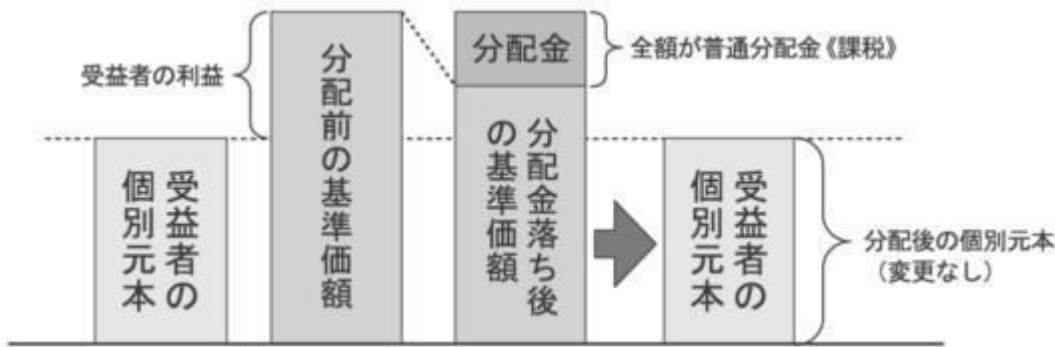 受益者の利益
受益者の
個別元本
分配前の基準価額
分配金
全額が普通分配金《課税》
分配金落ち後
の基準価額
受益者の
個別元本
分配後の個別元本
（変更なし）